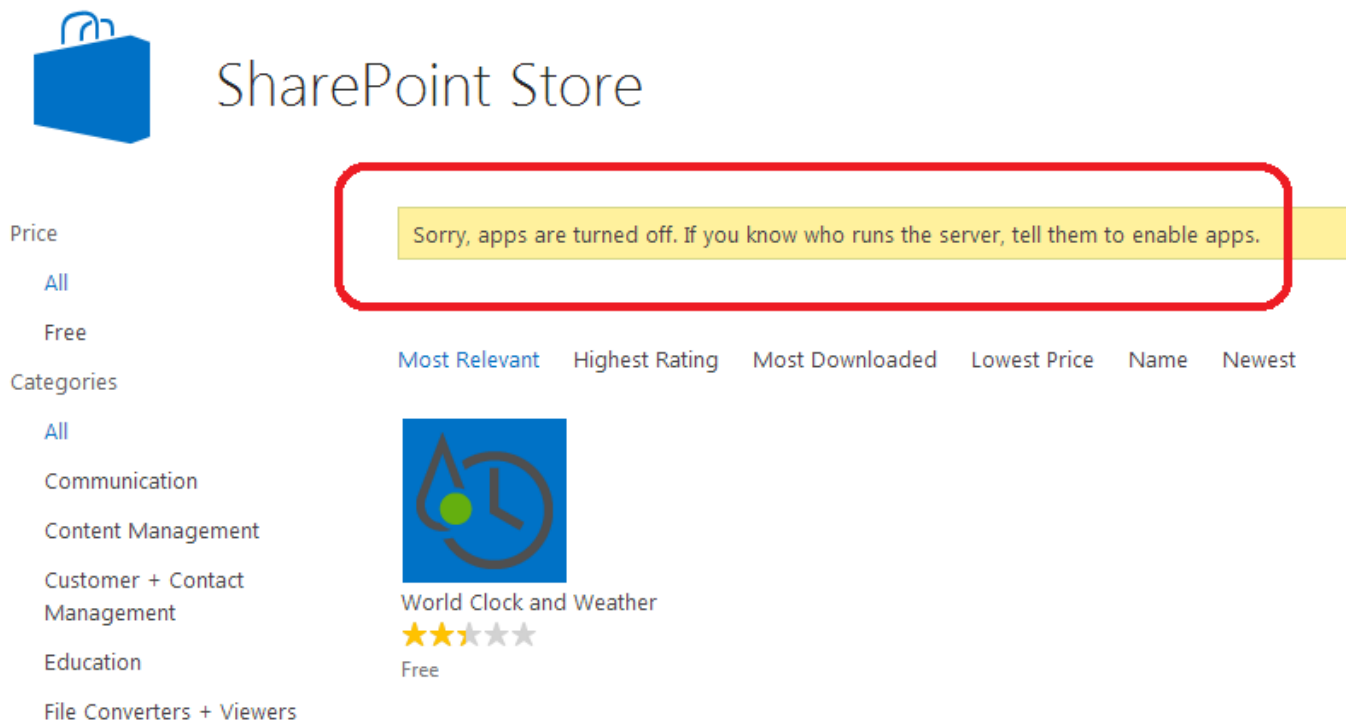 SharePoint Store
Price
All
Free
Categories
All
Communication
Content Management
Customer + Contact
Management
Education
File Converters + Viewers
Sorry, apps are turned off. If you know who runs the server, tell them to enable apps.
Most Relevant Highest Rating Most Downloaded Lowest Price Name Newest
World Clock and Weather
Free